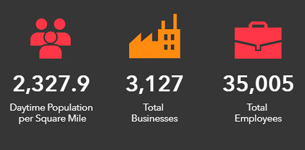 2,327.9
Daytime Population
per Square Mile
3,127
Total
Businesses
35,005
Total
Employees